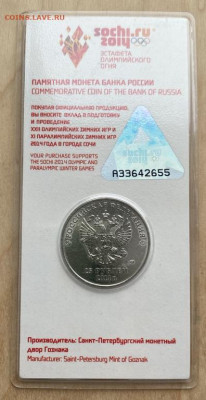 coins.lave.ru
sochi.ru
2014
ЭСТАФЕТА
ОЛИМПИЙСКОГО
ОГНЯ
ПАМЯТНАЯ МОНЕТА БАНКА РОССИИ
COMMEMORATIVE COIN OF THE BANK OF RUSSIA
ПОКУПАЯ ОФИЦИАЛЬНУЮ ПРОДУКЦИЮ,
ВЫ ВНОСИТЕ ВКЛАД В ПОДГОТОВКУ
И ПРОВЕДЕНИЕ
XXII ОЛИМПИЙСКИХ ЗИМНИХ ИГР И
XI ПАРАЛИМПИЙСКИХ ЗИМНИХ ИГР
2014 ГОДА В ГОРОДЕ СОЧИ
YOUR PURCHASE SUPPORTS
THE SOCHI 2014 OLYMPIC AND
PARALYMPIC WINTER GAMES
A33642655
25 РУБЛЕЙ
Производитель: Санкт-Петербургский монетный
двор Гознака
Manufacturer: Saint-Petersburg Mint of Goznak